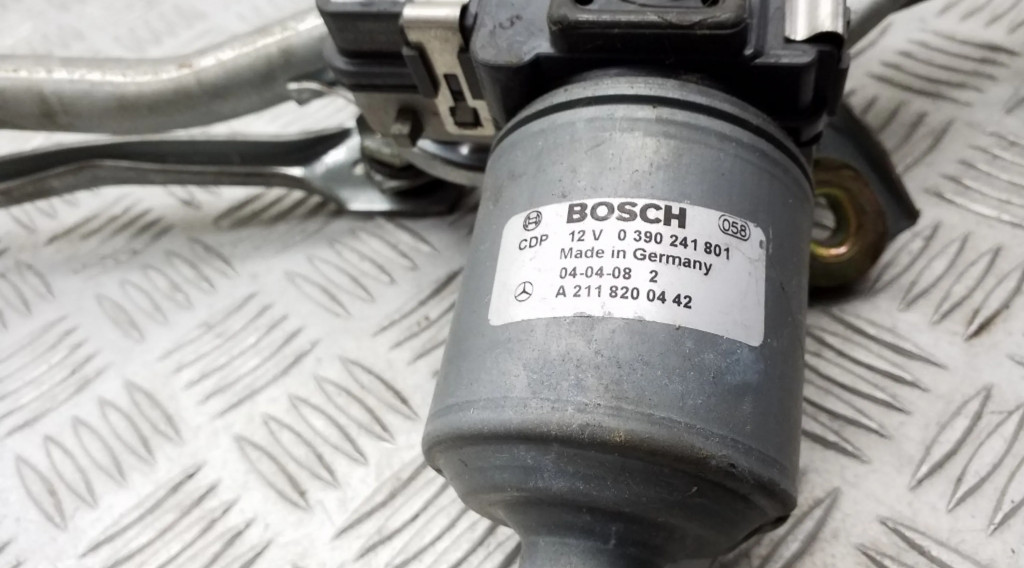 BOSCH 058
CDP 12 V 0 390 241 801
Made in Germany
04-04-08 2
A 211 820 04 42